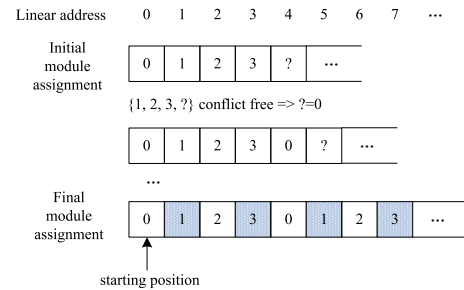 Linear address 0 1 2 3 4 5 6 7 ...
Initial
module
assignment
0 1 2 3 ? ...
{1, 2, 3, ?} conflict free => ?=0
0 1 2 3 0 ? ...
...
Final
module
assignment
0 1 2 3 0 1 2 3 ...
starting position